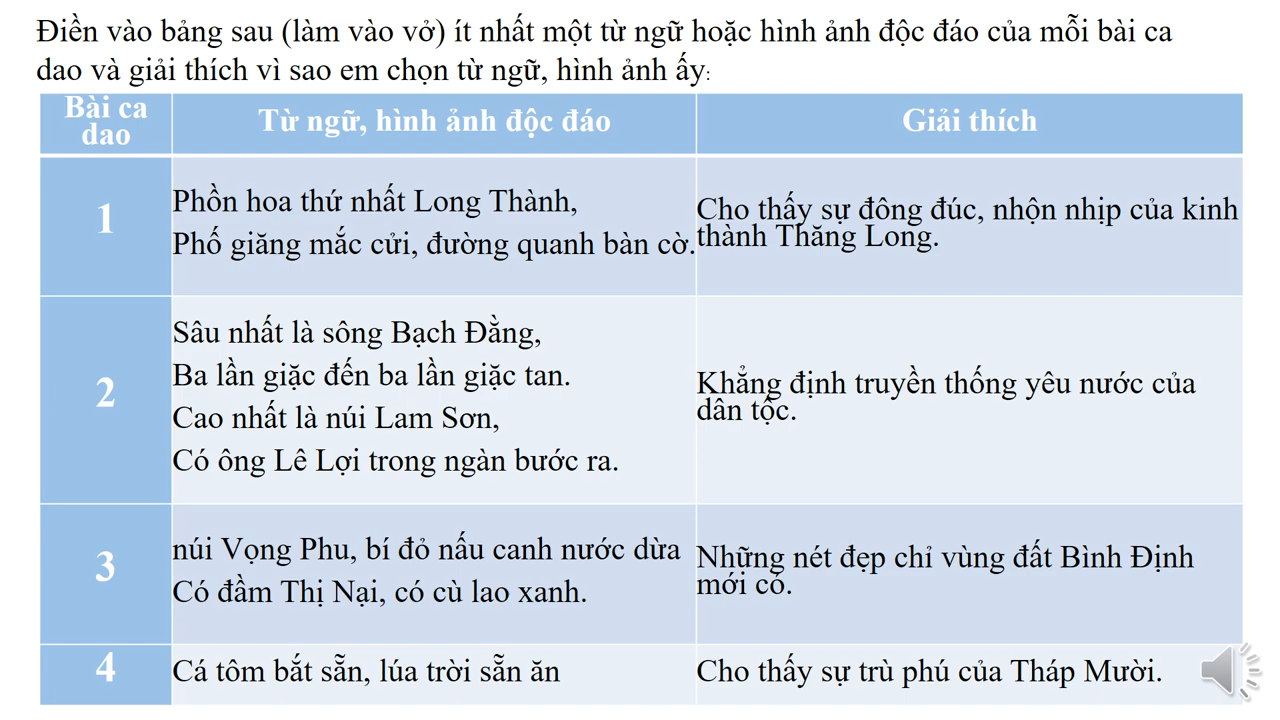 Điền vào bảng sau (làm vào vở) ít nhất một từ ngữ hoặc hình ảnh độc đáo của mỗi bài ca
dao và giải thích vì sao em chọn từ ngữ, hình ảnh ấy:
Bài ca
dao
Từ ngữ, hình ảnh độc đáo
Giải thích
1
Phồn hoa thứ nhất Long Thành,
Phố giăng mắc cửi, đường quanh bàn cờ.
Cho thấy sự đông đúc, nhộn nhịp của kinh
thành Thăng Long.
2
Sâu nhất là sông Bạch Đằng,
Ba lần giặc đến ba lần giặc tan.
Cao nhất là núi Lam Sơn,
Có ông Lê Lợi trong ngàn bước ra.
Khẳng định truyền thống yêu nước của
dân tộc.
3
núi Vọng Phu, bí đỏ nấu canh nước dừa
Có đầm Thị Nại, có cù lao xanh.
Những nét đẹp chỉ vùng đất Bình Định
mới có.
4
Cá tôm bắt sẵn, lúa trời sẵn ăn
Cho thấy sự trù phú của Tháp Mười.